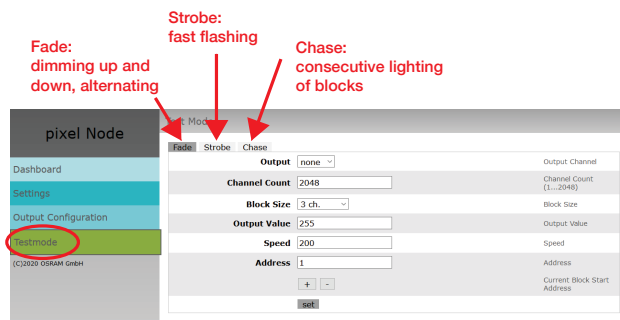 Strobe:
fast flashing
Fade:
dimming up and
down, alternating
Chase:
consecutive lighting
of blocks
pixel Node
Dashboard
Settings
Output Configuration
Testmode
(C)2020 OSRAM GmbH
Fade Strobe Chase
Output none Output Channel
Channel Count 2048 Channel Count
(1...2048)
Block Size 3 ch. Block Size
Output Value 255 Output Value
Speed 200 Speed
Address 1 Address
+ - Current Block Start
Address
set